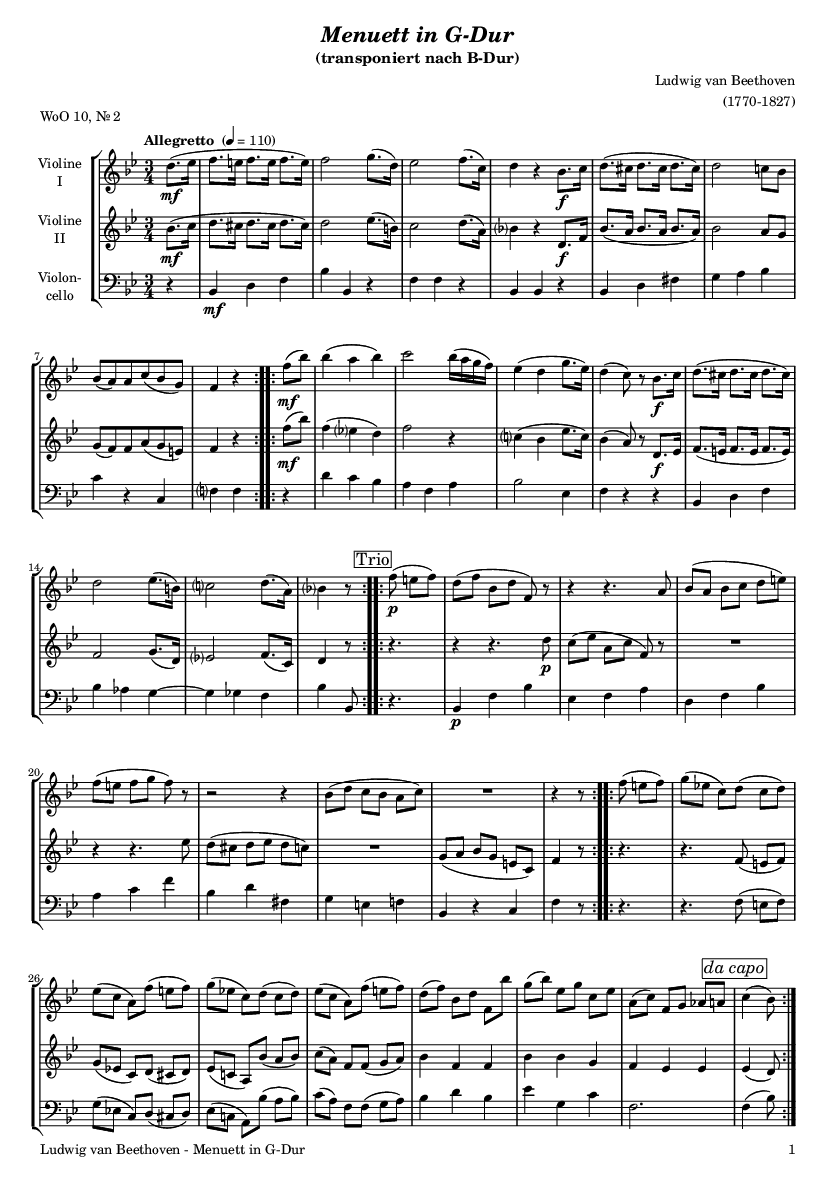 Menuett in G-Dur
(transponiert nach B-Dur)
Ludwig van Beethoven
(1770-1827)
WoO 10, № 2
Allegretto (♩ = 110)
Violine
I
mf
f
Violine
II
mf
f
Violon-
cello
mf
7
mf
f
mf
f
14
Trio
p
p
p
20
26
da capo
Ludwig van Beethoven - Menuett in G-Dur
1